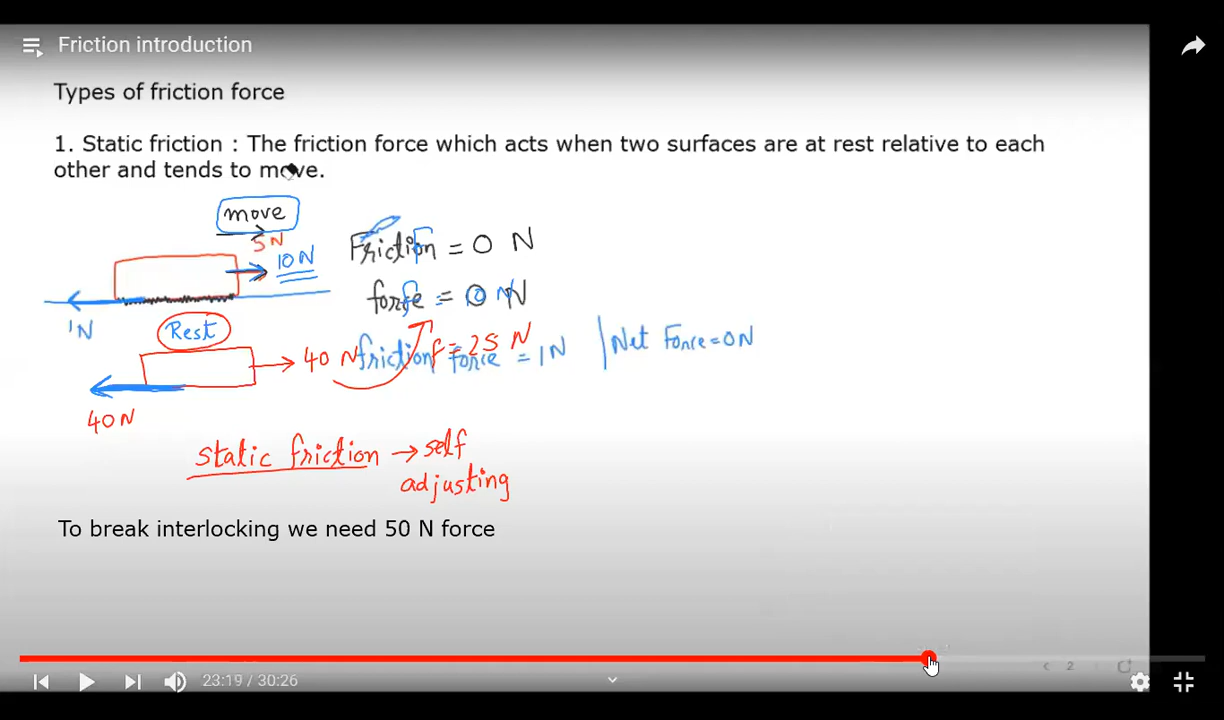 Friction introduction
Types of friction force
1. Static friction : The friction force which acts when two surfaces are at rest relative to each
other and tends to move.
move
5N
10N
Friction = 0 N
force = 0 N
1N
Rest
40 N
f = 25 N
friction force = 1N | Net Force = 0N
40N
static friction → self
adjusting
To break interlocking we need 50 N force
23:19 / 30:26
2